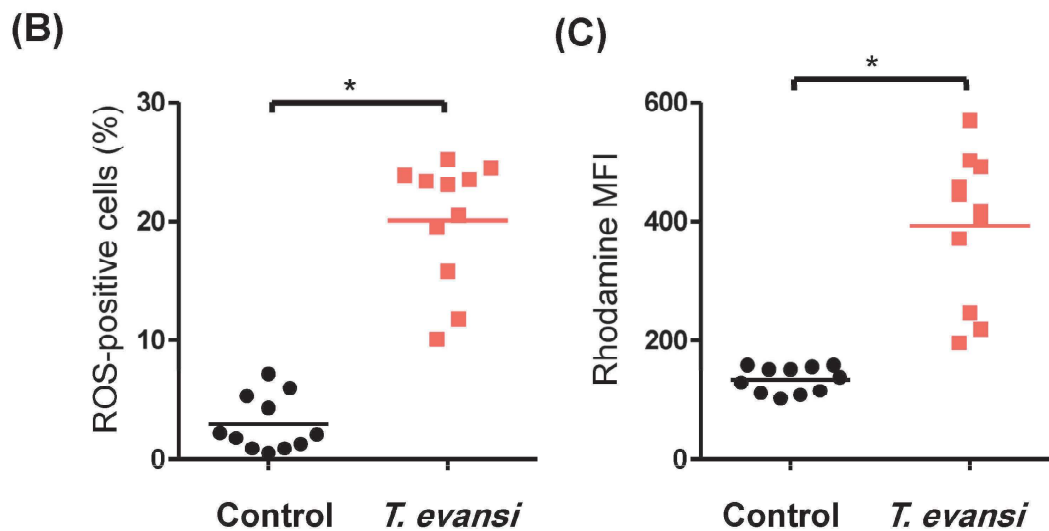 (B)
*
ROS-positive cells (%)
30
20
10
0
Control T. evansi
(C)
*
Rhodamine MFI
600
400
200
0
Control T. evansi